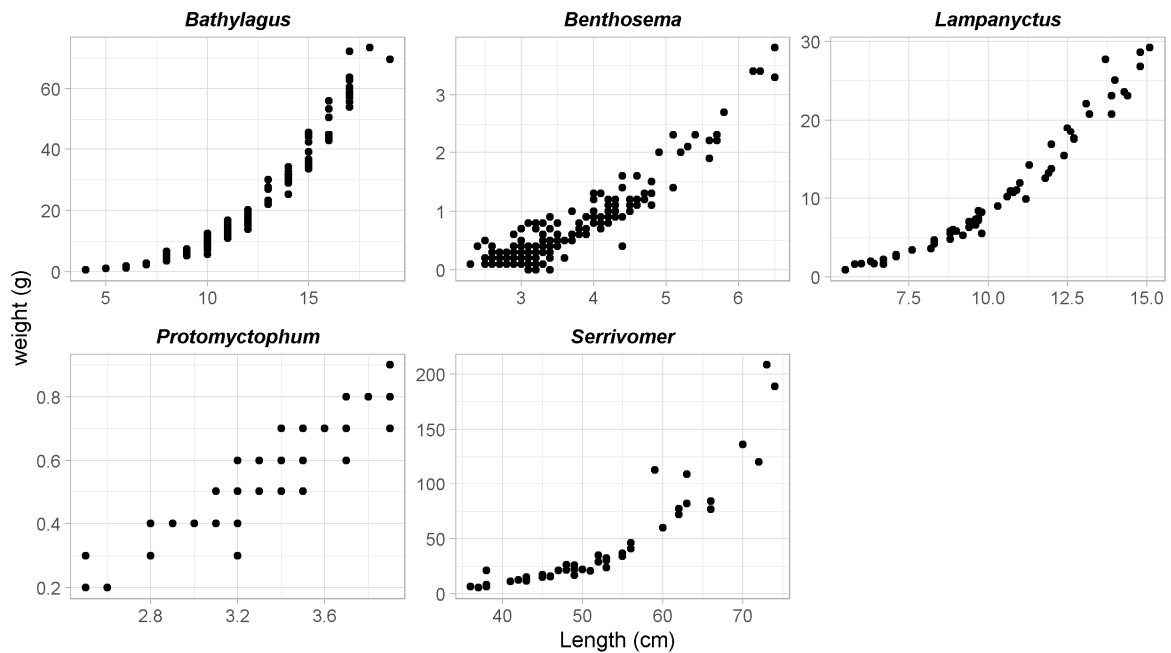 Bathylagus Benthosema Lampanyctus
60
40
20
0
5 10 15
3
2
1
0
3 4 5 6
30
20
10
0
7.5 10.0 12.5 15.0
weight (g)
Protomyctophum Serrivomer
0.8
0.6
0.4
0.2
2.8 3.2 3.6
200
150
100
50
0
40 50 60 70
Length (cm)